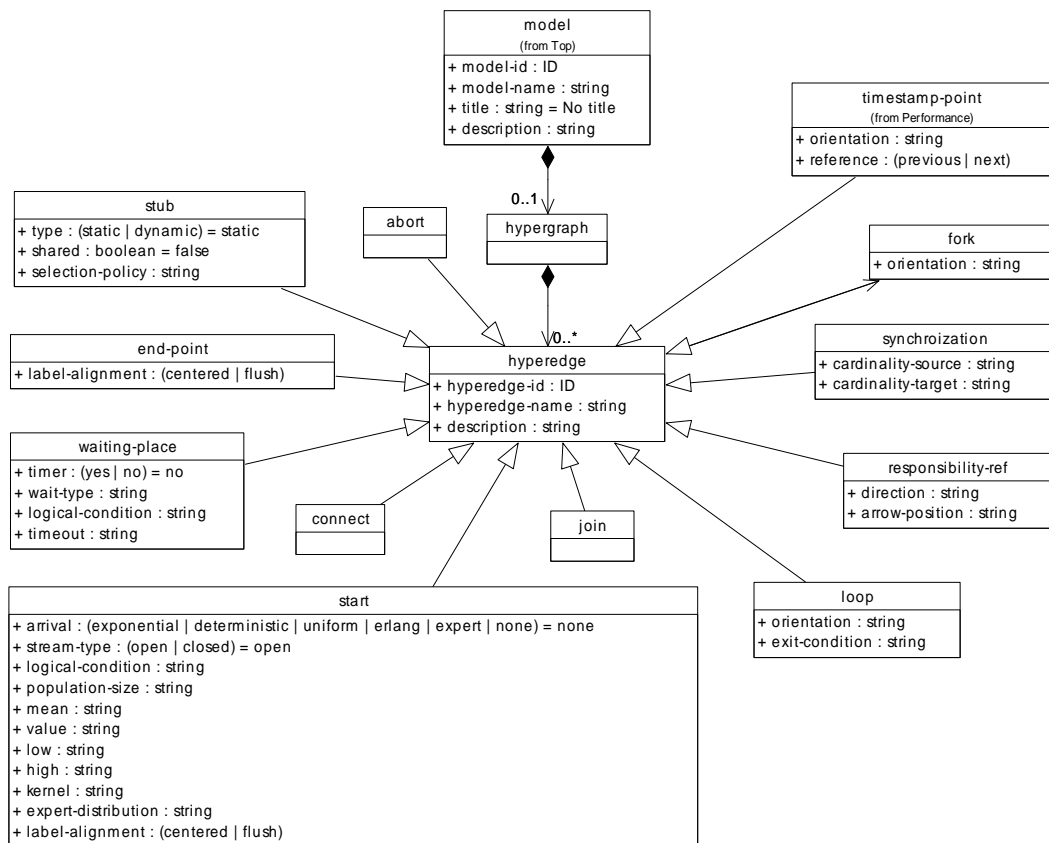 model
(from Top)
+ model-id : ID
+ model-name : string
+ title : string = No title
+ description : string
timestamp-point
(from Performance)
+ orientation : string
+ reference : (previous | next)
0..1
stub
+ type : (static | dynamic) = static
+ shared : boolean = false
+ selection-policy : string
abort
hypergraph
fork
+ orientation : string
0..*
end-point
+ label-alignment : (centered | flush)
hyperedge
+ hyperedge-id : ID
+ hyperedge-name : string
+ description : string
synchroization
+ cardinality-source : string
+ cardinality-target : string
waiting-place
+ timer : (yes | no) = no
+ wait-type : string
+ logical-condition : string
+ timeout : string
connect
join
responsibility-ref
+ direction : string
+ arrow-position : string
start
+ arrival : (exponential | deterministic | uniform | erlang | expert | none) = none
+ stream-type : (open | closed) = open
+ logical-condition : string
+ population-size : string
+ mean : string
+ value : string
+ low : string
+ high : string
+ kernel : string
+ expert-distribution : string
+ label-alignment : (centered | flush)
loop
+ orientation : string
+ exit-condition : string